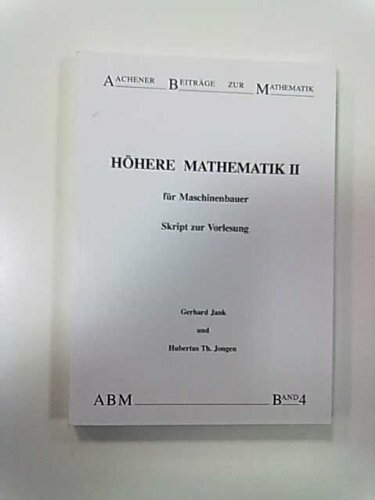 AACHENER BEITRÄGE ZUR MATHEMATIK
HÖHERE MATHEMATIK II
für Maschinenbauer
Skript zur Vorlesung
Gerhard Jank
und
Hubertus Th. Jongen
ABM BAND 4